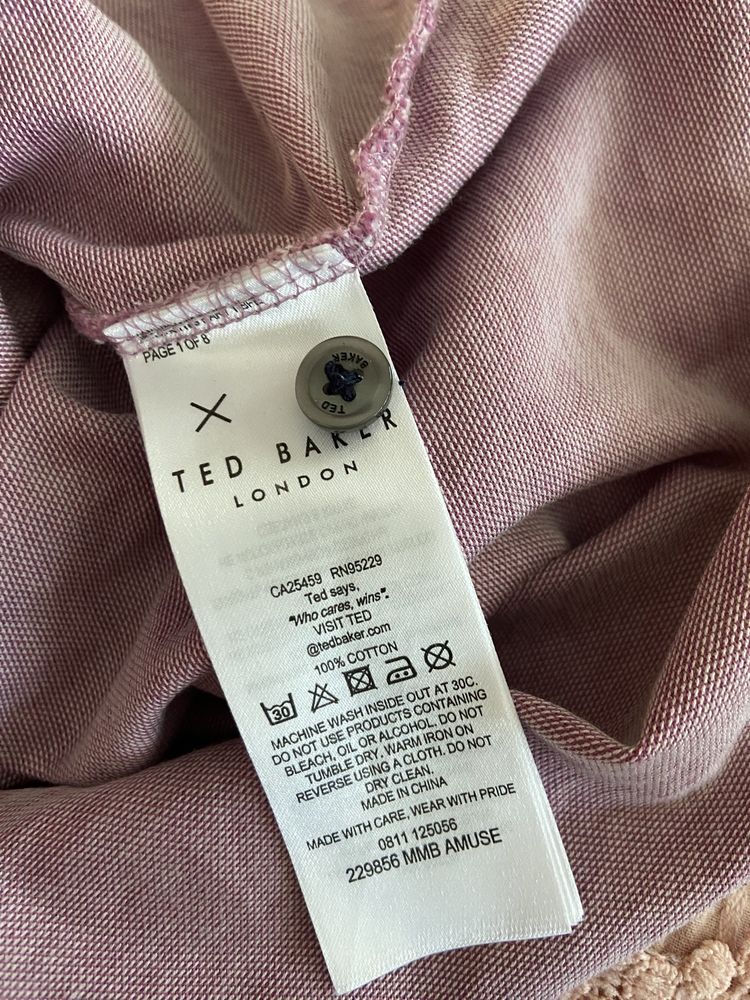 PAGE 1 OF 8
TED BAKER
LONDON
TED
BAKER
CA25459 RN95229
Ted says,
"Who cares, wins".
VISIT TED
@tedbaker.com
100% COTTON
30
MACHINE WASH INSIDE OUT AT 30C.
DO NOT USE PRODUCTS CONTAINING
BLEACH, OIL OR ALCOHOL. DO NOT
TUMBLE DRY. WARM IRON ON
REVERSE USING A CLOTH. DO NOT
DRY CLEAN.
MADE IN CHINA
MADE WITH CARE, WEAR WITH PRIDE
0811 125056
229856 MMB AMUSE